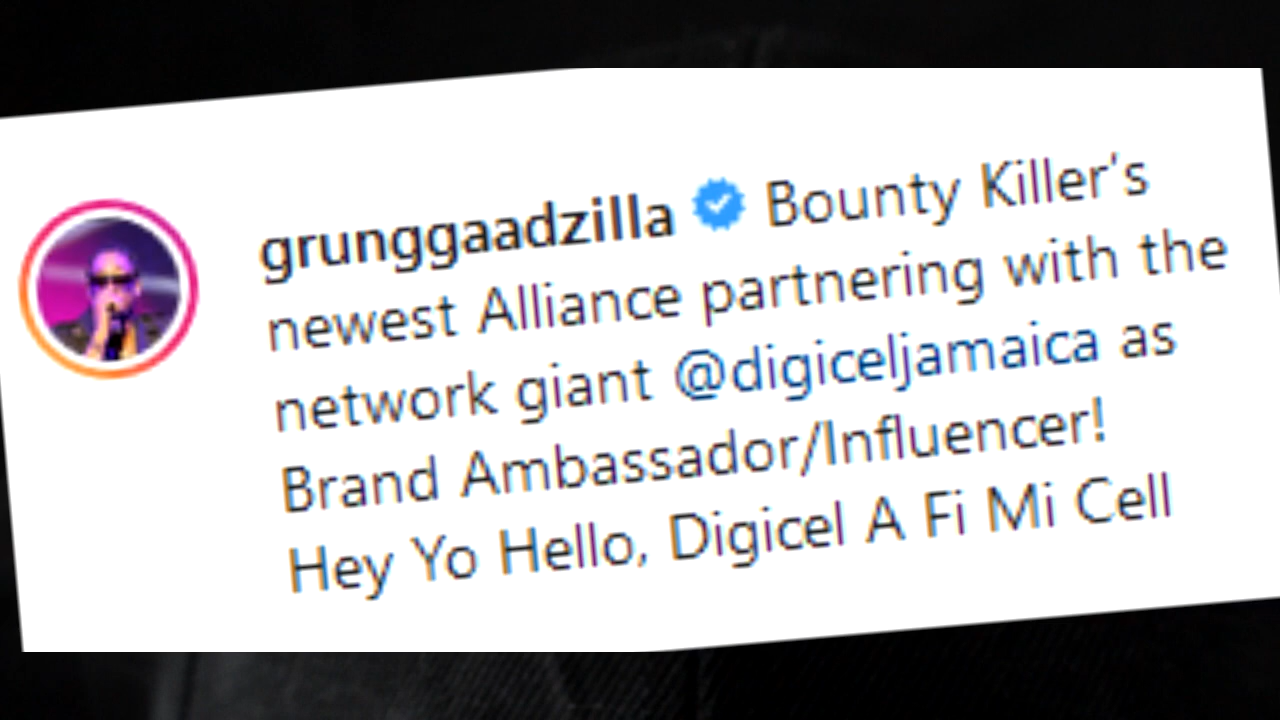 grunggaadzilla Bounty Killer's
newest Alliance partnering with the
network giant @digiceljamaica as
Brand Ambassador/Influencer!
Hey Yo Hello, Digicel A Fi Mi Cell